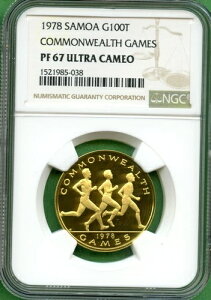 1978 SAMOA G100T
COMMONWEALTH GAMES
PF 67 ULTRA CAMEO
1521985-038
NUMISMATIC GUARANTY CORPORATION
NGC
COMMONWEALTH
1978
GAMES